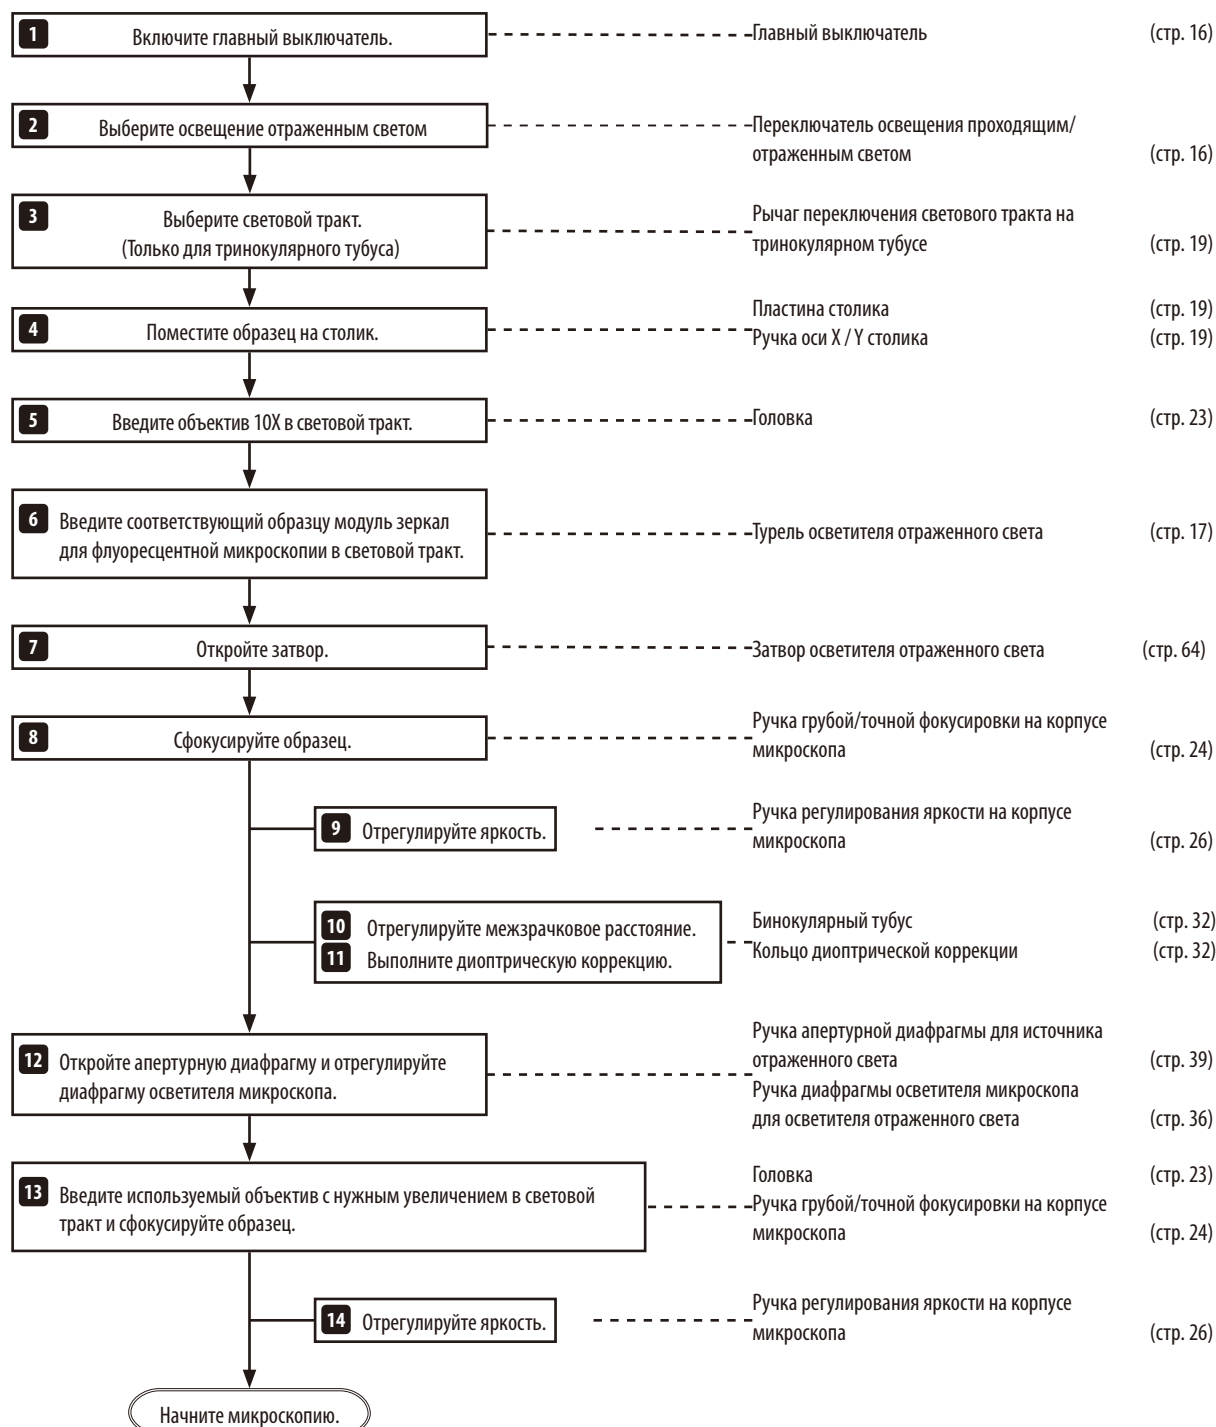 1 Включите главный выключатель. Главный выключатель (стр. 16)
2 Выберите освещение отраженным светом Переключатель освещения проходящим/
отраженным светом (стр. 16)
3 Выберите световой тракт. Рычаг переключения светового тракта на
(Только для тринокулярного тубуса) тринокулярном тубусе (стр. 19)
Пластина столика (стр. 19)
4 Поместите образец на столик. Ручка оси X / Y столика (стр. 19)
5 Введите объектив 10X в световой тракт. Головка (стр. 23)
6 Введите соответствующий образцу модуль зеркал
для флуоресцентной микроскопии в световой тракт. Турель осветителя отраженного света (стр. 17)
7 Откройте затвор. Затвор осветителя отраженного света (стр. 64)
8 Сфокусируйте образец. Ручка грубой/точной фокусировки на корпусе
микроскопа (стр. 24)
9 Отрегулируйте яркость. Ручка регулирования яркости на корпусе
микроскопа (стр. 26)
10 Отрегулируйте межзрачковое расстояние. Бинокулярный тубус (стр. 32)
11 Выполните диоптрическую коррекцию. Кольцо диоптрической коррекции (стр. 32)
12 Откройте апертурную диафрагму и отрегулируйте
диафрагму осветителя микроскопа.
Ручка апертурной диафрагмы для источника
отраженного света (стр. 39)
Ручка диафрагмы осветителя микроскопа
для осветителя отраженного света (стр. 36)
13 Введите используемый объектив с нужным увеличением в световой
тракт и сфокусируйте образец.
Головка (стр. 23)
Ручка грубой/точной фокусировки на корпусе
микроскопа (стр. 24)
14 Отрегулируйте яркость. Ручка регулирования яркости на корпусе
микроскопа (стр. 26)
Начните микроскопию.